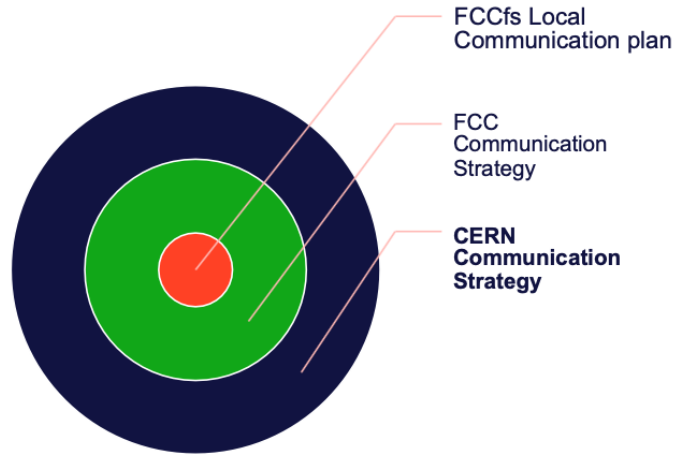 FCCfs Local
Communication plan
FCC
Communication
Strategy
CERN
Communication
Strategy